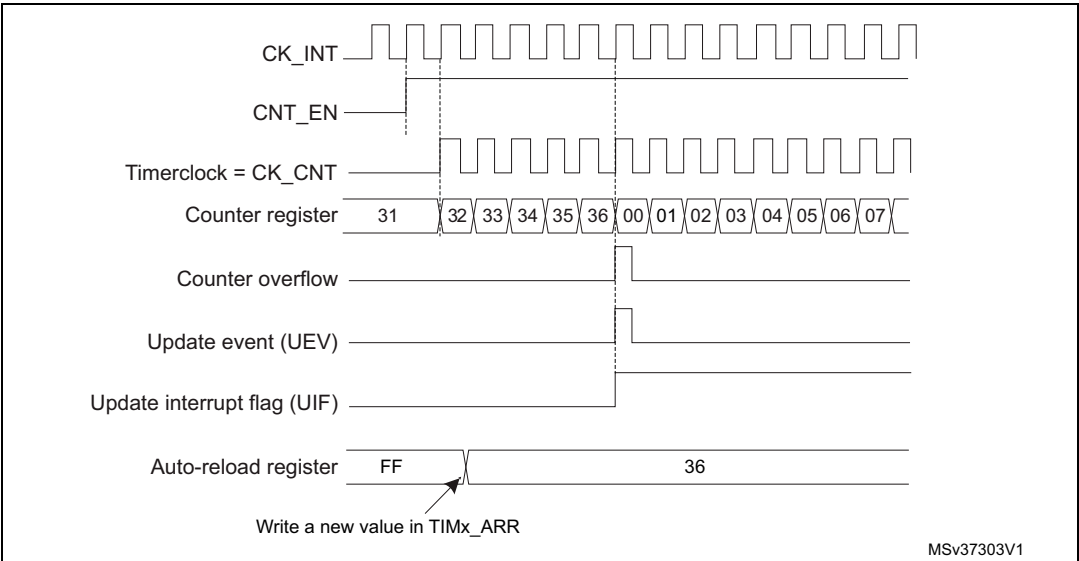 CK_INT
CNT_EN
Timerclock = CK_CNT
Counter register 31 32 33 34 35 36 00 01 02 03 04 05 06 07
Counter overflow
Update event (UEV)
Update interrupt flag (UIF)
Auto-reload register FF 36
Write a new value in TIMx_ARR
MSv37303V1